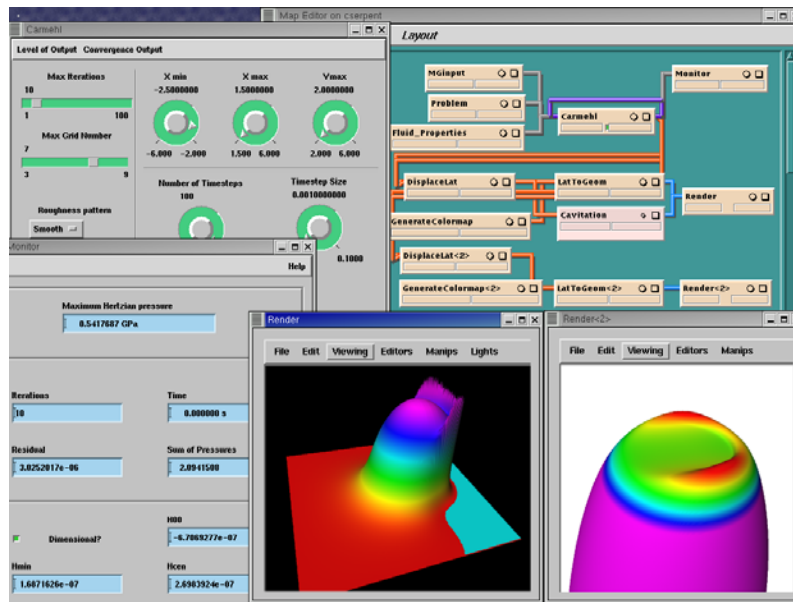 Carmehl
Map Editor on cserpent
Level of Output Convergence Output
Layout
Max Iterations
10
1 100
Max Grid Number
7
3 9
Roughness pattern
Smooth
X min
-2.5000000
-6.000 -2.000
X max
1.5000000
1.500 6.000
Ymax
2.0000000
2.000 6.000
Number of Timesteps
100
Timestep Size
0.0010000000
0.1000
MGinput
Problem
Fluid_Properties
Carmehl
Monitor
DisplaceLat
GenerateColormap
LatToGeom
Cavitation
Render
DisplaceLat<2>
GenerateColormap<2>
LatToGeom<2>
Render<2>
Monitor
Help
Maximum Hertzian pressure
0.5417687 GPa
Iterations
10
Time
0.000000 s
Residual
3.0252017e-06
Sum of Pressures
2.0941500
Dimensional?
H00
-6.7869277e-07
Hmin
1.6871626e-07
Hcen
2.6983924e-07
Render
File Edit Viewing Editors Manips Lights
Render<2>
File Edit Viewing Editors Manips